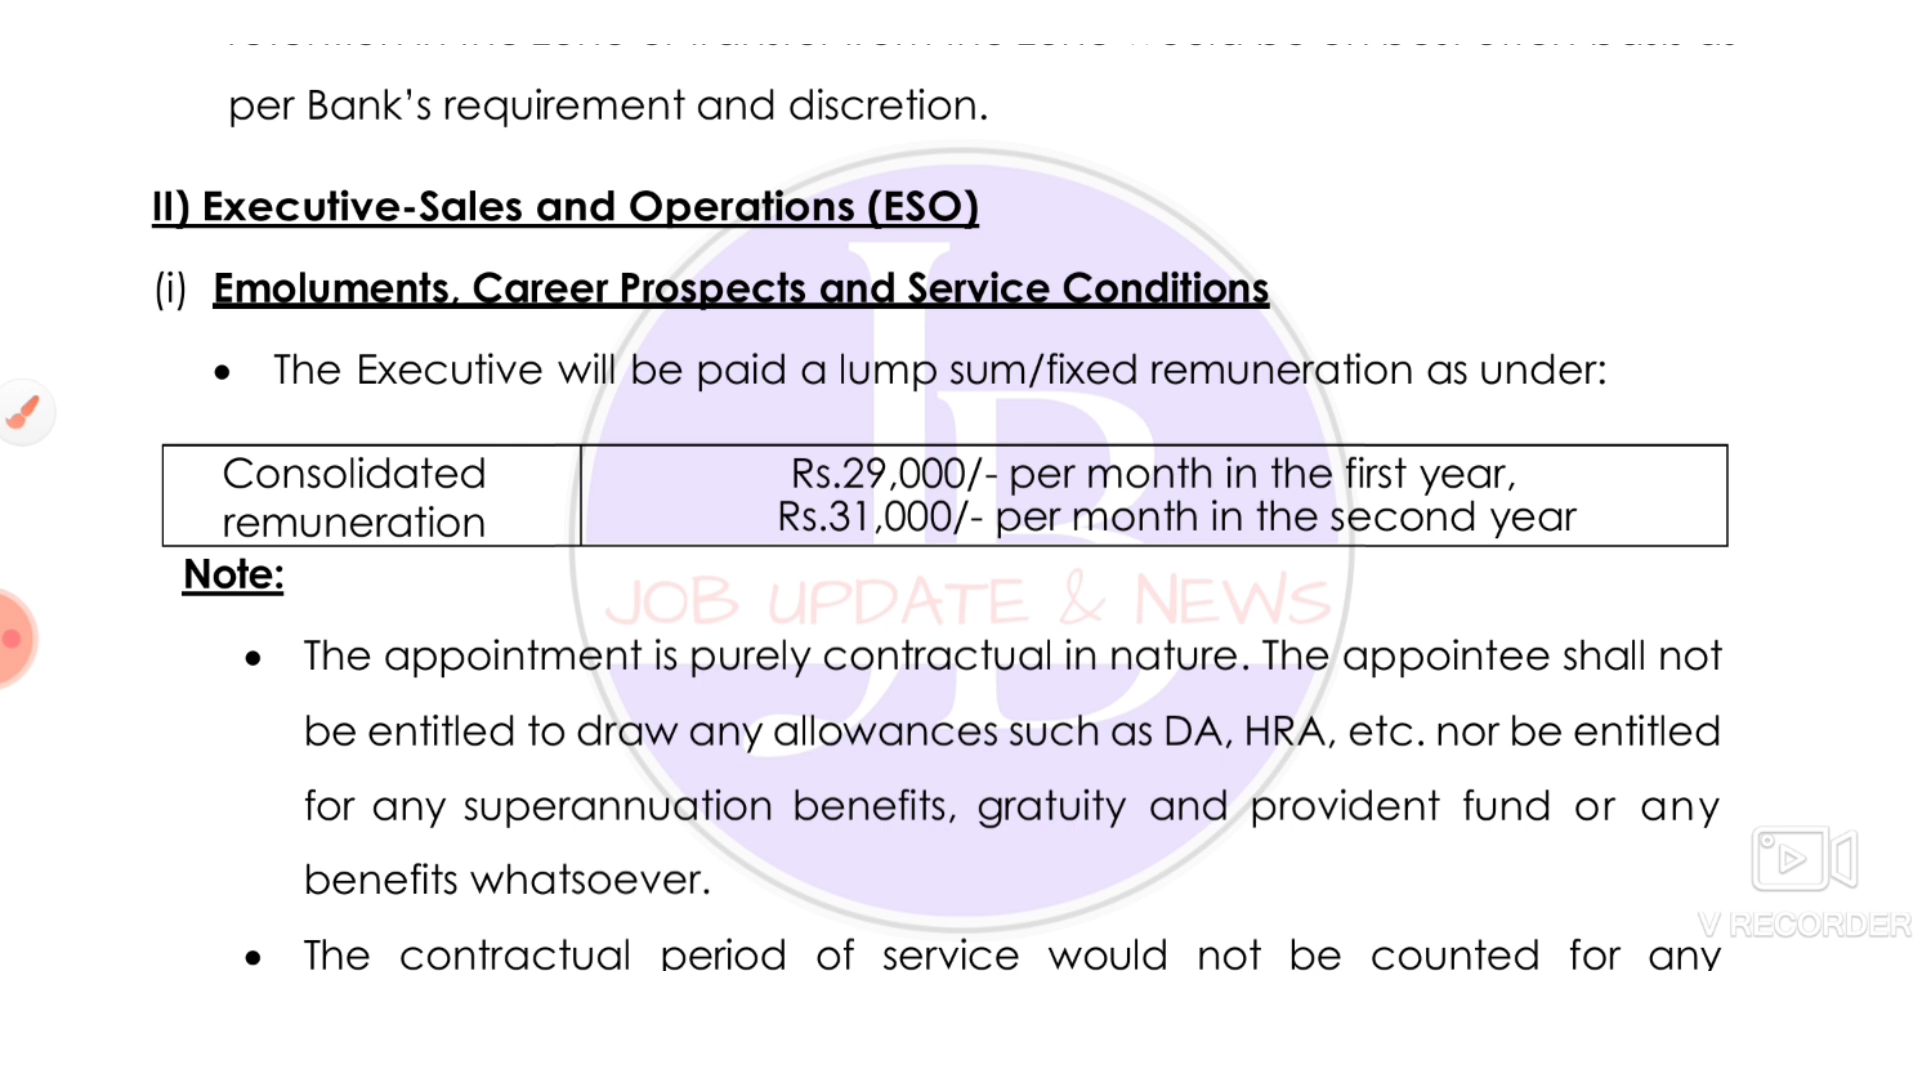 per Bank’s requirement and discretion.
II) Executive-Sales and Operations (ESO)
(i) Emoluments, Career Prospects and Service Conditions
• The Executive will be paid a lump sum/fixed remuneration as under:
Consolidated
remuneration
Rs.29,000/- per month in the first year,
Rs.31,000/- per month in the second year
Note:
JOB UPDATE & NEWS
• The appointment is purely contractual in nature. The appointee shall not
be entitled to draw any allowances such as DA, HRA, etc. nor be entitled
for any superannuation benefits, gratuity and provident fund or any
benefits whatsoever.
V RECORDER
• The contractual period of service would not be counted for any